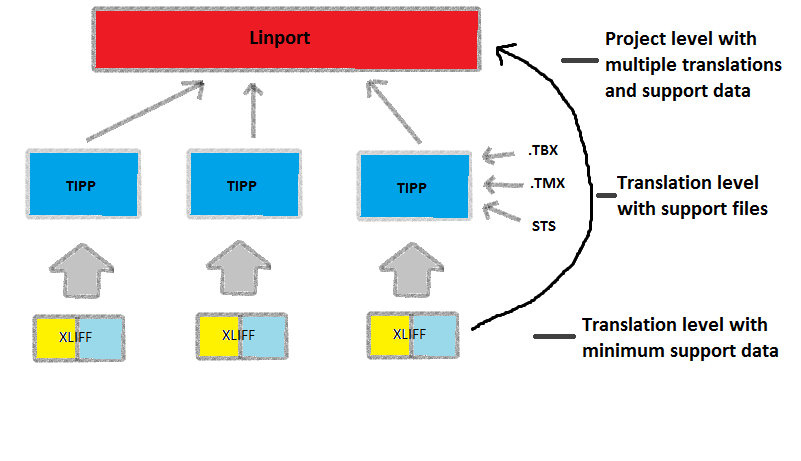 Linport
Project level with
multiple translations
and support data
TIPP
TIPP
TIPP
.TBX
.TMX
STS
Translation level
with support files
XLIFF
XLIFF
XLIFF
Translation level with
minimum support data